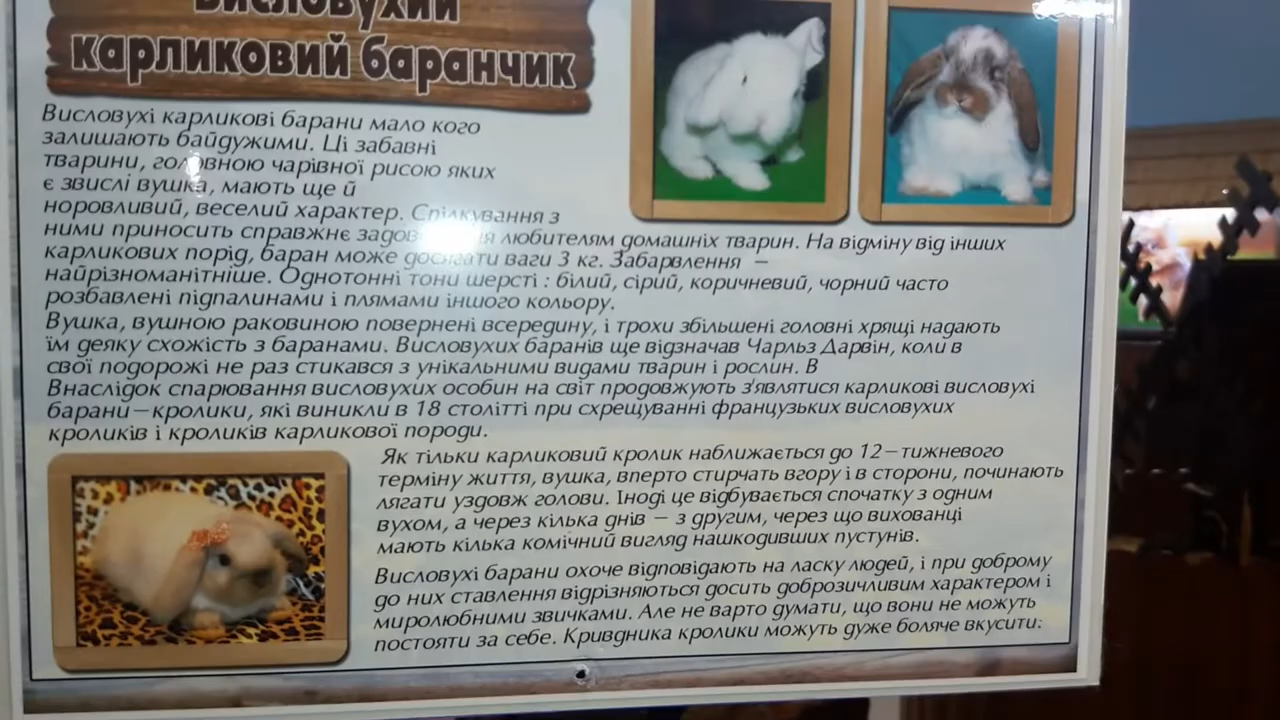 Висловухий
карликовий баранчик
Висловухі карликові барани мало кого
залишають байдужими. Ці забавні
тварини, головною чарівної рисою яких
є звислі вушка, мають ще й
норовливий, веселий характер. Спілкування з
ними приносить справжнє любителям домашніх тварин. На відміну від інших
карликових порід, баран може досягати ваги 3 кг. Забарвлення –
найрізноманітніше. Однотонні тони шерсті : білий, сірий, коричневий, чорний часто
розбавлені підпалинами і плямами іншого кольору.
Вушка, вушною раковиною повернені всередину, і трохи збільшені головні хрящі надають
їм деяку схожість з баранами. Висловухих баранів ще відзначав Чарльз Дарвін, коли в
свої подорожі не раз стикався з унікальними видами тварин і рослин. В
Внаслідок спарювання висловухих особин на світ продовжують з'являтися карликові висловухі
барани–кролики, які виникли в 18 столітті при схрещуванні французьких висловухих
кроликів і кроликів карликової породи.
Як тільки карликовий кролик наближається до 12–тижневого
терміну життя, вушка, вперто стирчать вгору і в сторони, починають
лягати уздовж голови. Іноді це відбувається спочатку з одним
вухом, а через кілька днів – з другим, через що вихованці
мають кілька комічний вигляд нашкодивших пустунів.
Висловухі барани охоче відповідають на ласку людей, і при доброму
до них ставлення відрізняються досить доброзичливим характером і
миролюбними звичками. Але не варто думати, що вони не можуть
постояти за себе. Кривдника кролики можуть дуже боляче вкусити: